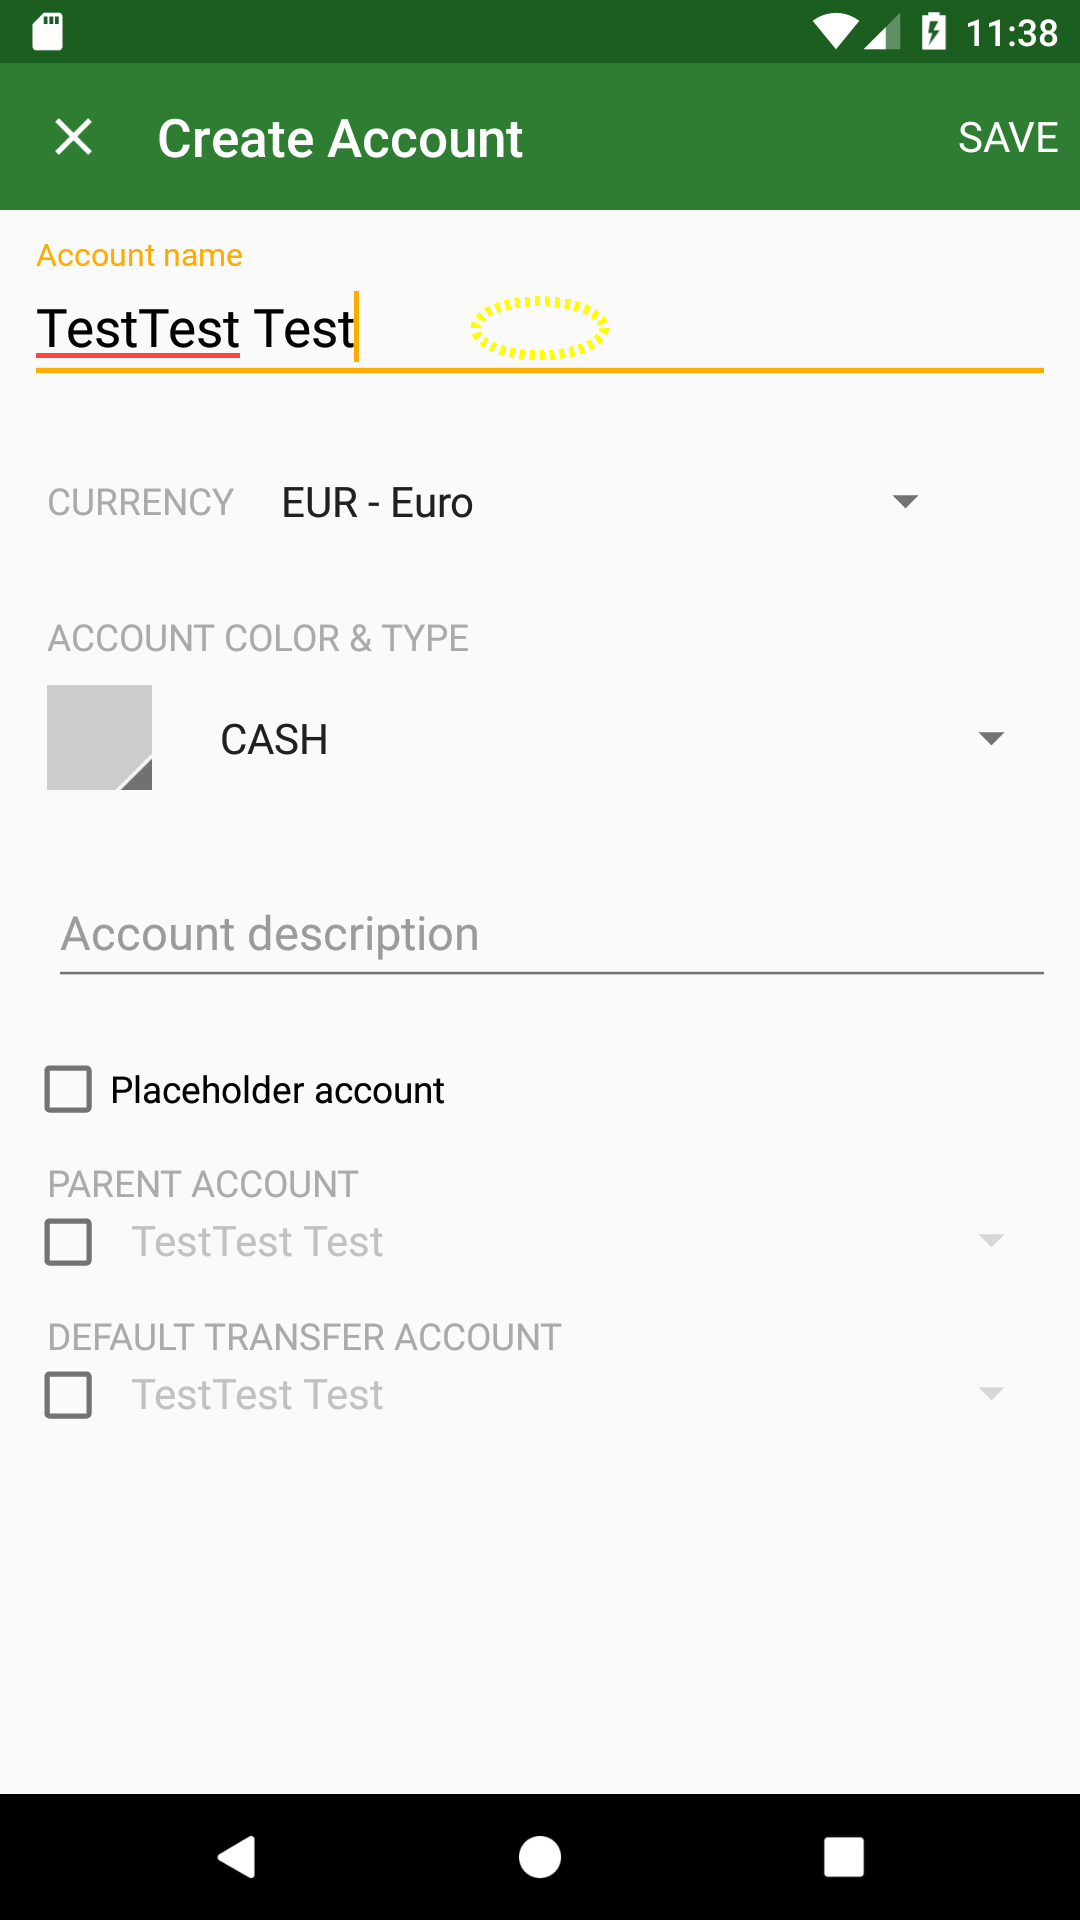 11:38
Create Account
SAVE
Account name
TestTest Test
CURRENCY EUR - Euro
ACCOUNT COLOR & TYPE
CASH
Account description
Placeholder account
PARENT ACCOUNT
TestTest Test
DEFAULT TRANSFER ACCOUNT
TestTest Test